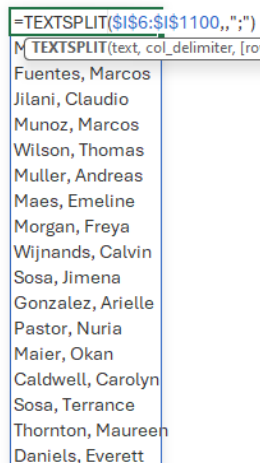 =TEXTSPLIT($I$6:$I$1100,,";")
M
TEXTSPLIT(text, col_delimiter, [ro
Fuentes, Marcos
Jilani, Claudio
Munoz, Marcos
Wilson, Thomas
Muller, Andreas
Maes, Emeline
Morgan, Freya
Wijnands, Calvin
Sosa, Jimena
Gonzalez, Arielle
Pastor, Nuria
Maier, Okan
Caldwell, Carolyn
Sosa, Terrance
Thornton, Maureen
Daniels, Everett